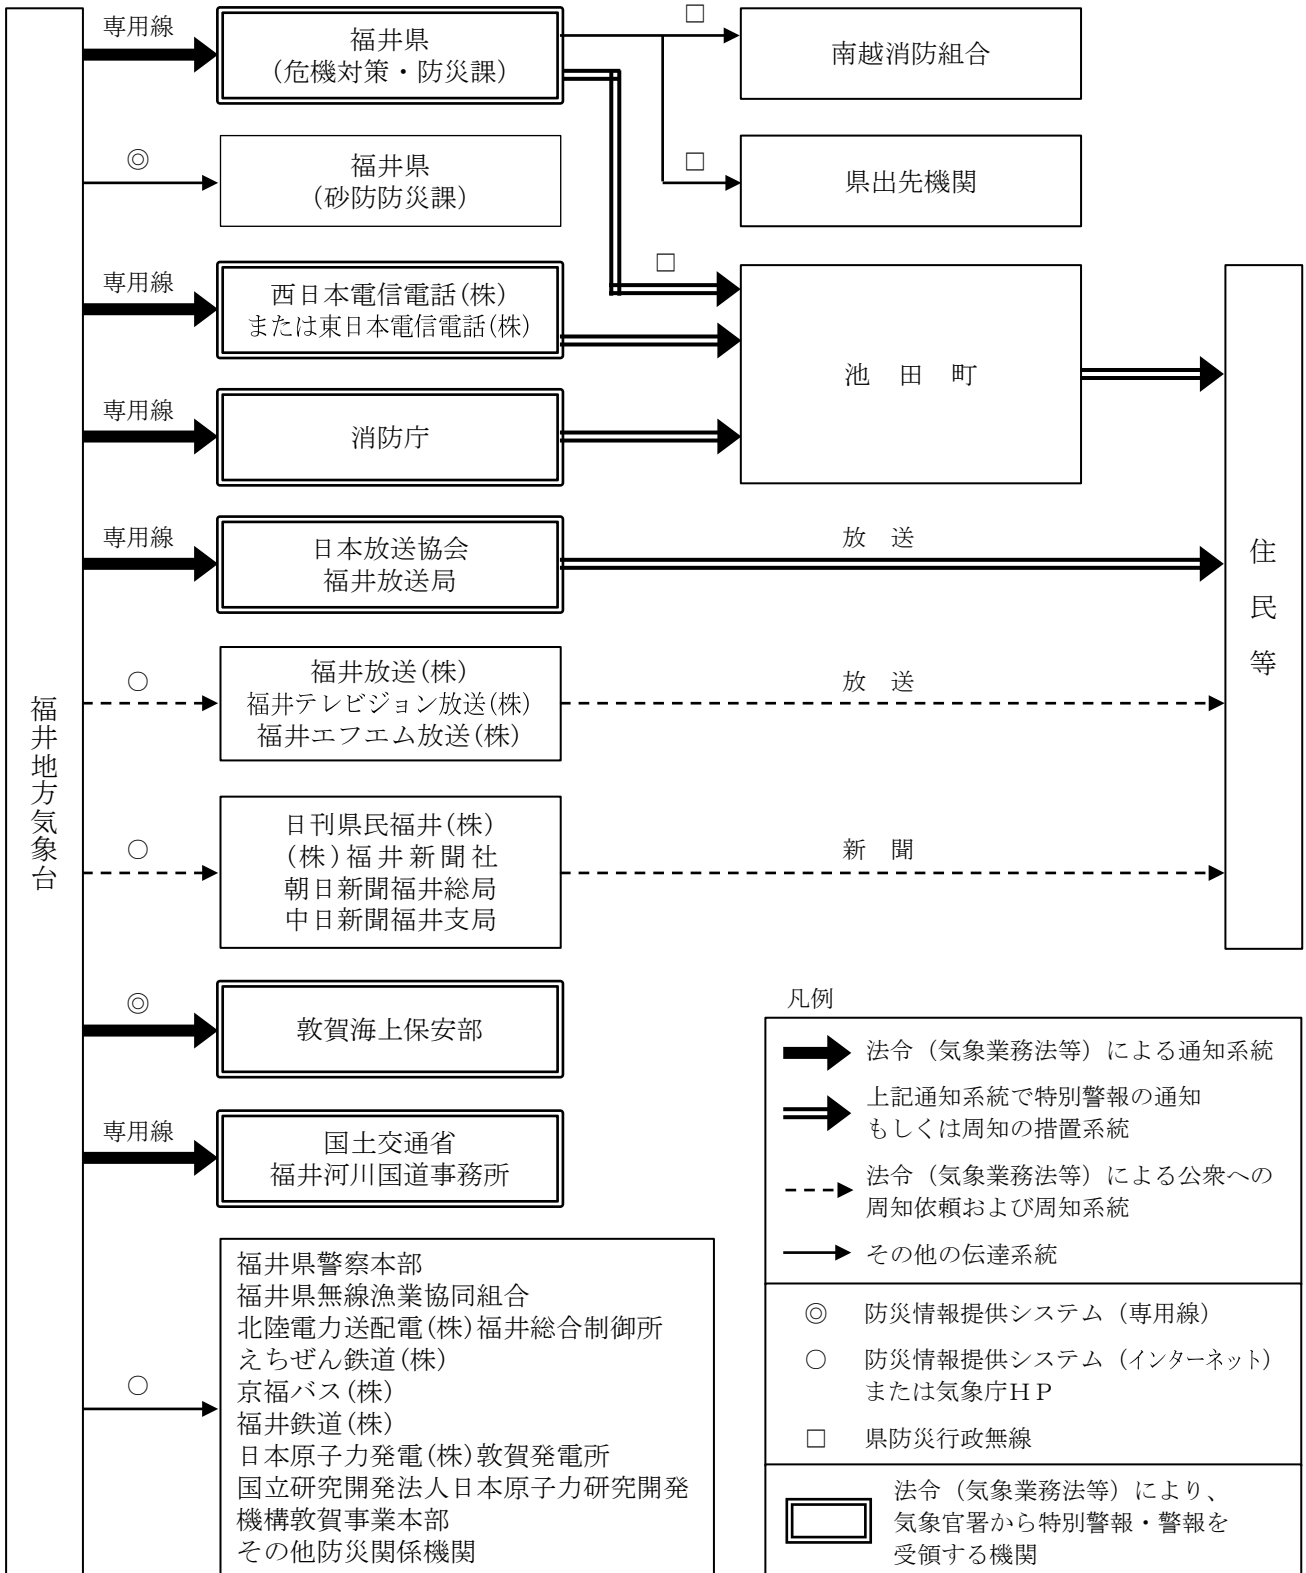 福井地方気象台
専用線
福井県
(危機対策・防災課)
□
南越消防組合
◎
福井県
(砂防防災課)
□
県出先機関
専用線
西日本電信電話(株)
または東日本電信電話(株)
□
池　田　町
専用線
消防庁
専用線
日本放送協会
福井放送局
放　送
住民等
○
福井放送(株)
福井テレビジョン放送(株)
福井エフエム放送(株)
放　送
○
日刊県民福井(株)
(株)福井新聞社
朝日新聞福井総局
中日新聞福井支局
新　聞
◎
敦賀海上保安部
専用線
国土交通省
福井河川国道事務所
○
福井県警察本部
福井県無線漁業協同組合
北陸電力送配電(株)福井総合制御所
えちぜん鉄道(株)
京福バス(株)
福井鉄道(株)
日本原子力発電(株)敦賀発電所
国立研究開発法人日本原子力研究開発
機構敦賀事業本部
その他防災関係機関
凡例
法令（気象業務法等）による通知系統
上記通知系統で特別警報の通知
もしくは周知の措置系統
法令（気象業務法等）による公衆への
周知依頼および周知系統
その他の伝達系統
◎　防災情報提供システム（専用線）
○　防災情報提供システム（インターネット）
または気象庁ＨＰ
□　県防災行政無線
法令（気象業務法等）により、
気象官署から特別警報・警報を
受領する機関